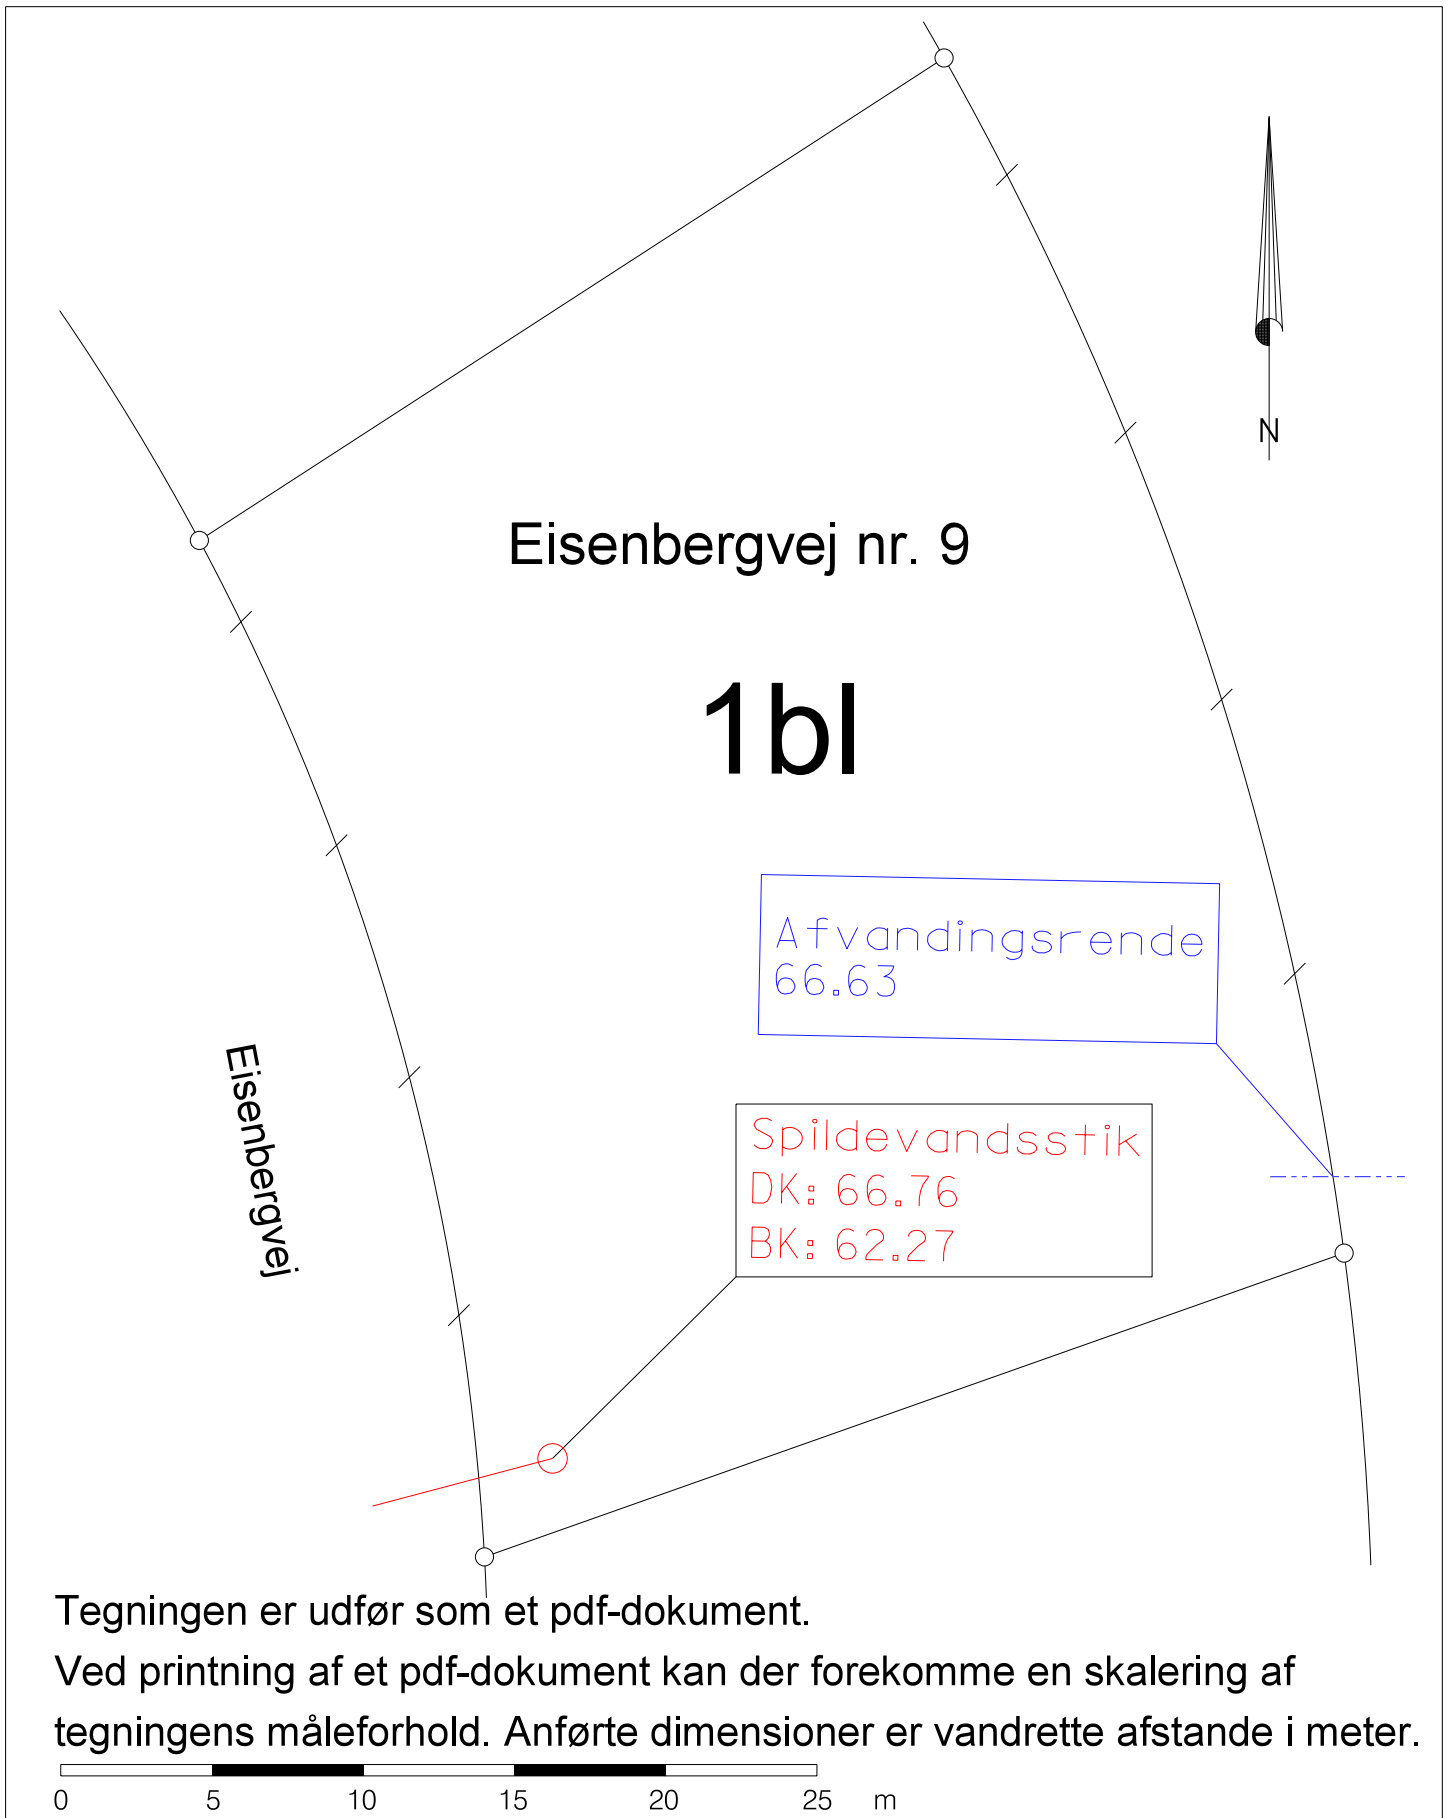 N
Eisenbergvej nr. 9
1bl
Afvandingsrende
66.63
Eisenbergvej
Spildevandsstik
DK: 66.76
BK: 62.27
Tegningen er udfør som et pdf-dokument.
Ved printning af et pdf-dokument kan der forekomme en skalering af
tegningens måleforhold. Anførte dimensioner er vandrette afstande i meter.
0 5 10 15 20 25 m